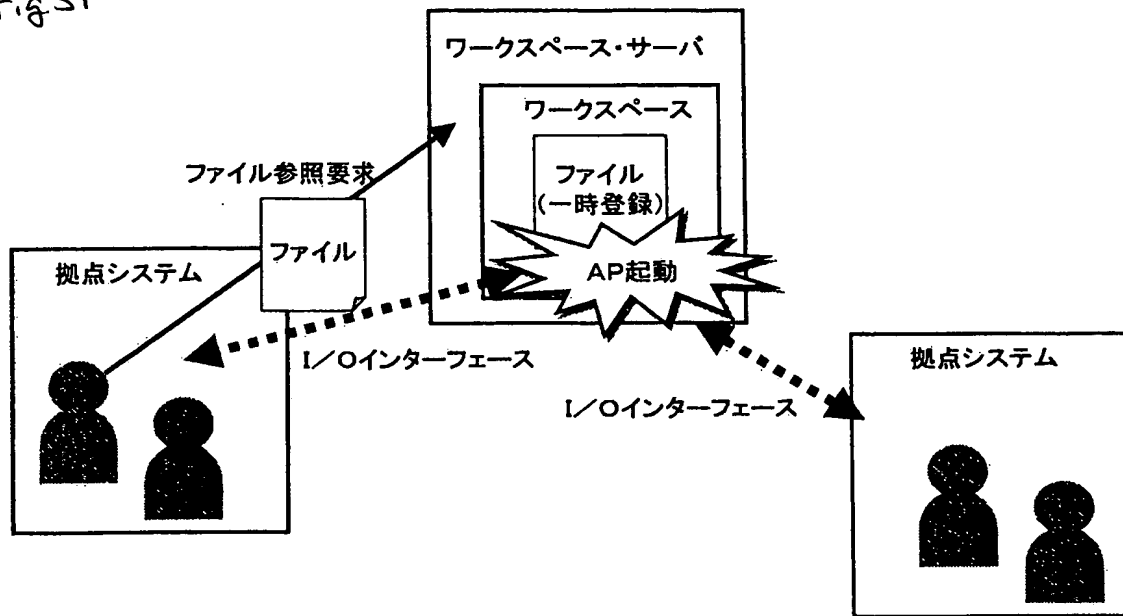 Fig 31
ワークスペース・サーバ
ワークスペース
ファイル
(一時登録)
AP起動
ファイル参照要求
ファイル
拠点システム
I/Oインターフェース
I/Oインターフェース
拠点システム